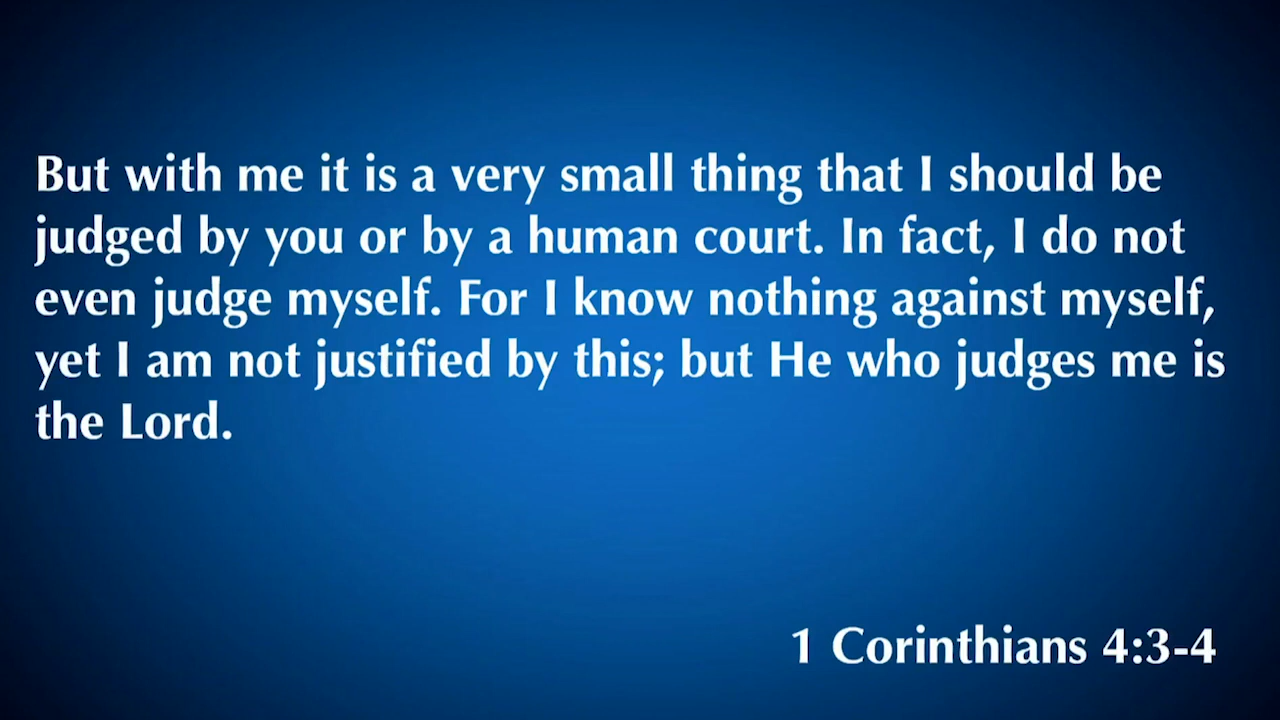 But with me it is a very small thing that I should be
judged by you or by a human court. In fact, I do not
even judge myself. For I know nothing against myself,
yet I am not justified by this; but He who judges me is
the Lord.
1 Corinthians 4:3-4